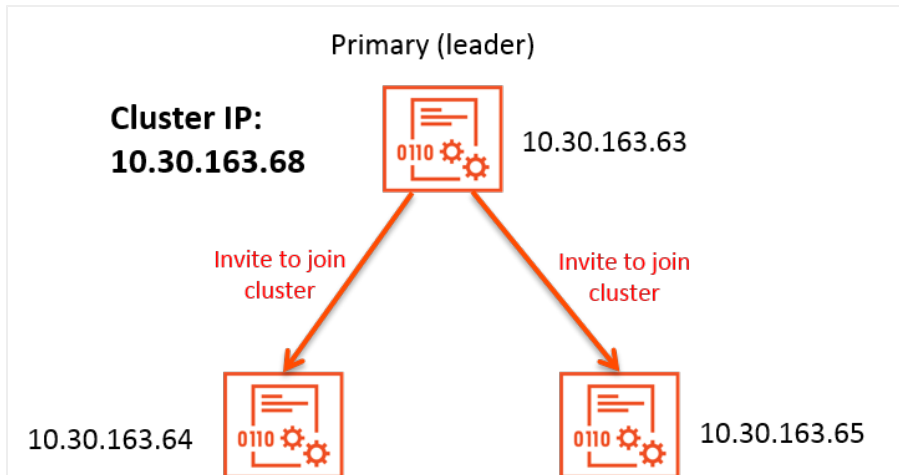 Primary (leader)
Cluster IP:
10.30.163.68
0110
10.30.163.63
Invite to join
cluster
Invite to join
cluster
10.30.163.64
0110
0110
10.30.163.65